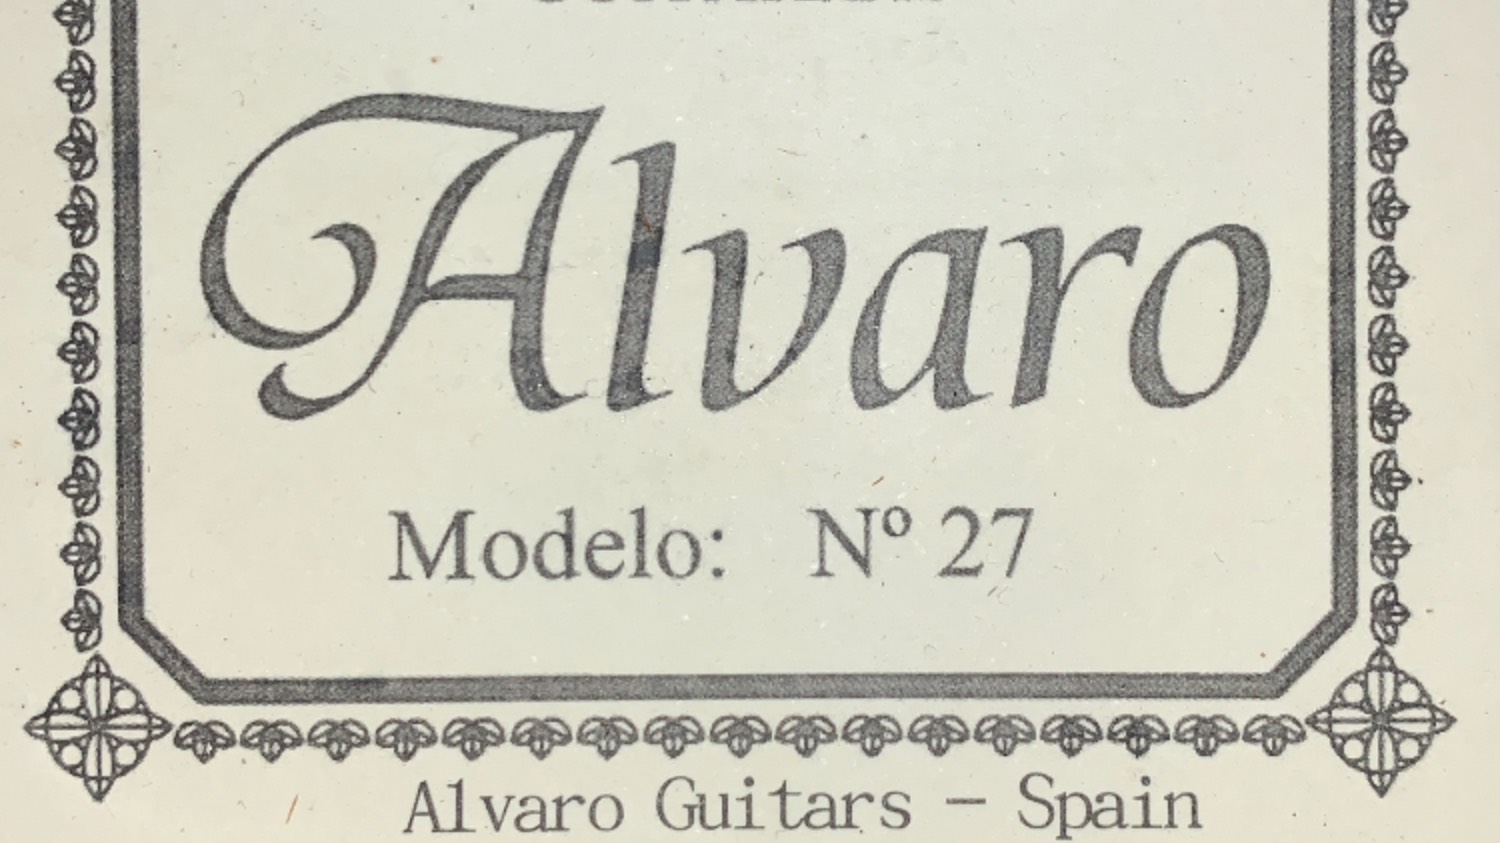 Alvaro
Modelo: Nº 27
Alvaro Guitars - Spain